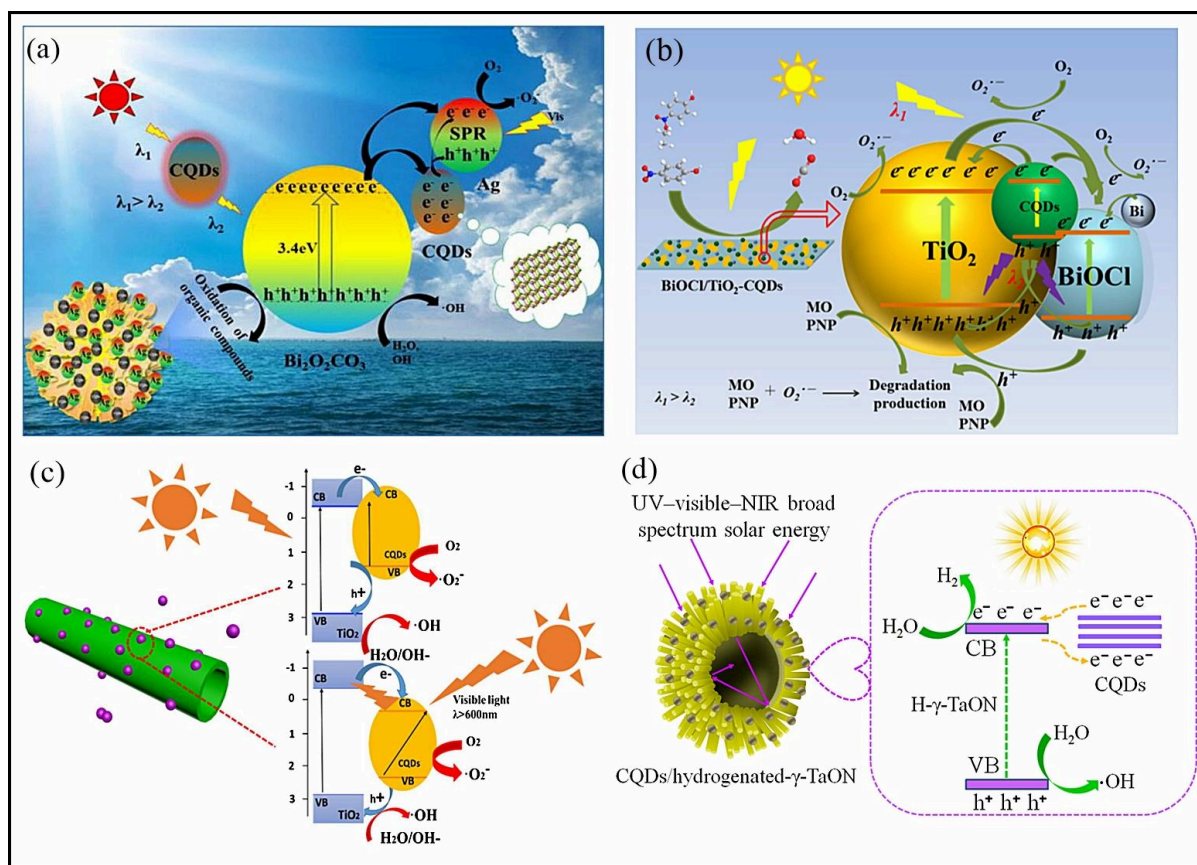 (a)
O₂
·O₂⁻
e⁻ e⁻ e⁻
SPR
Vis
h⁺h⁺h⁺
Ag
λ₁
CQDs
λ₁> λ₂
λ₂
e⁻e⁻e⁻e⁻e⁻e⁻e⁻e⁻
e⁻ e⁻
e⁻ e⁻
e⁻ e⁻
CQDs
3.4eV
h⁺h⁺h⁺h⁺h⁺h⁺h⁺
·OH
H₂O,
OH⁻
Oxidation of
organic compounds
Bi₂O₂CO₃
Ag
(b)
O₂
O₂·⁻
λ₁
e⁻
O₂·⁻
O₂
e⁻ e⁻ e⁻ e⁻ e⁻
e⁻
e⁻ e⁻
CQDs
O₂
O₂·⁻
e⁻
e⁻ e⁻ e⁻
Bi
TiO₂
h⁺ h⁺
λ₂
BiOCl
BiOCl/TiO₂-CQDs
MO
PNP
h⁺h⁺h⁺h⁺h⁺ h⁺
h⁺
h⁺ h⁺ h⁺
h⁺
λ₁ > λ₂
MO
PNP
+ O₂·⁻
Degradation
production
MO
PNP
(c)
e-
-1
0
1
2
3
CB
CB
CQDs
VB
O₂
·O₂⁻
h+
VB
TiO₂
·OH
H₂O/OH-
-1
0
1
2
3
CB
e-
CB
Visible light
λ>600nm
CQDs
VB
O₂
·O₂⁻
h+
VB
TiO₂
·OH
H₂O/OH-
(d)
UV–visible–NIR broad
spectrum solar energy
CQDs/hydrogenated-γ-TaON
H₂
H₂O
e⁻ e⁻ e⁻
CB
e⁻ e⁻ e⁻
e⁻ e⁻ e⁻
CQDs
H-γ-TaON
H₂O
VB
h⁺ h⁺ h⁺
·OH